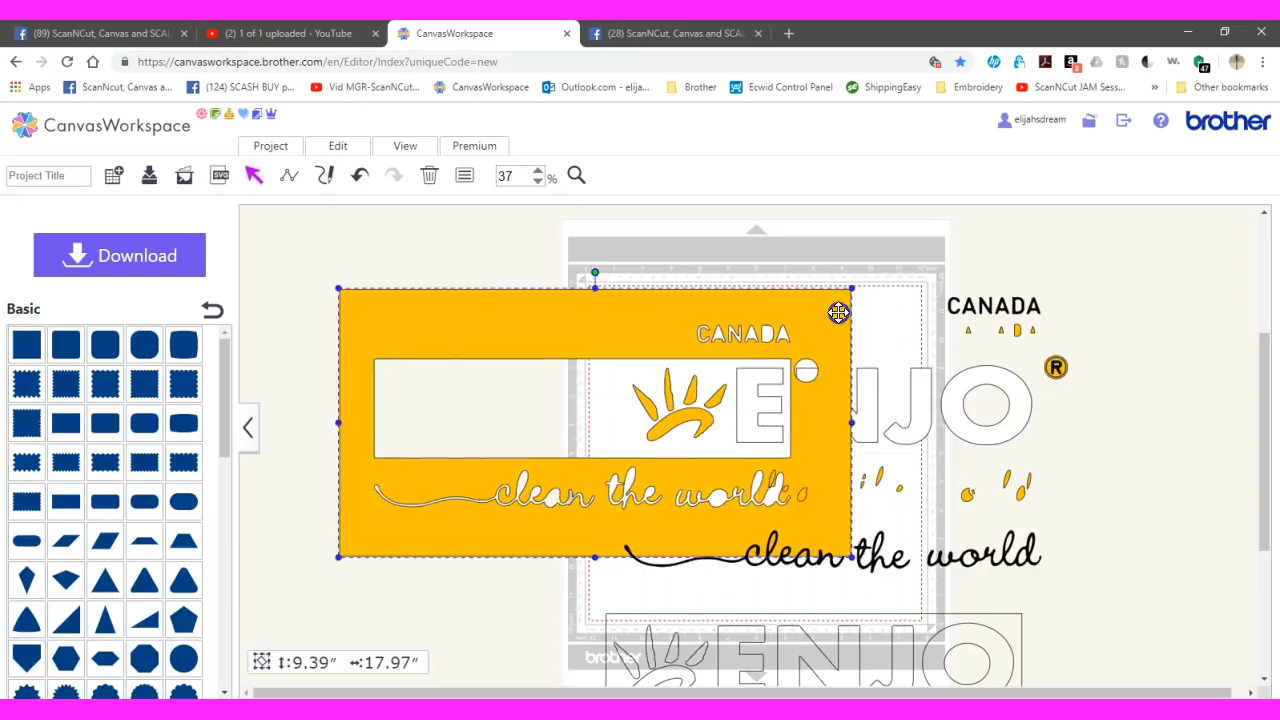 (89) ScanNCut, Canvas and SCAL
(2) 1 of 1 uploaded - YouTube
CanvasWorkspace
(28) ScanNCut, Canvas and SCAL
https://canvasworkspace.brother.com/en/Editor/Index?uniqueCode=new
Apps
ScanNcut, Canvas a...
(124) SCASH BUY p...
Vid MGR-ScanNCut...
CanvasWorkspace
Outlook.com - elija...
Brother
Ecwid Control Panel
ShippingEasy
Embroidery
ScanNCut JAM Sess...
Other bookmarks
CanvasWorkspace
elijahsdream
brother
Project
Edit
View
Premium
Project Title
SVG
37
%
Download
Basic
CANADA
CANADA
ENJO
R
clean the world
clean the world
ENJO
brother
9.39"
17.97"